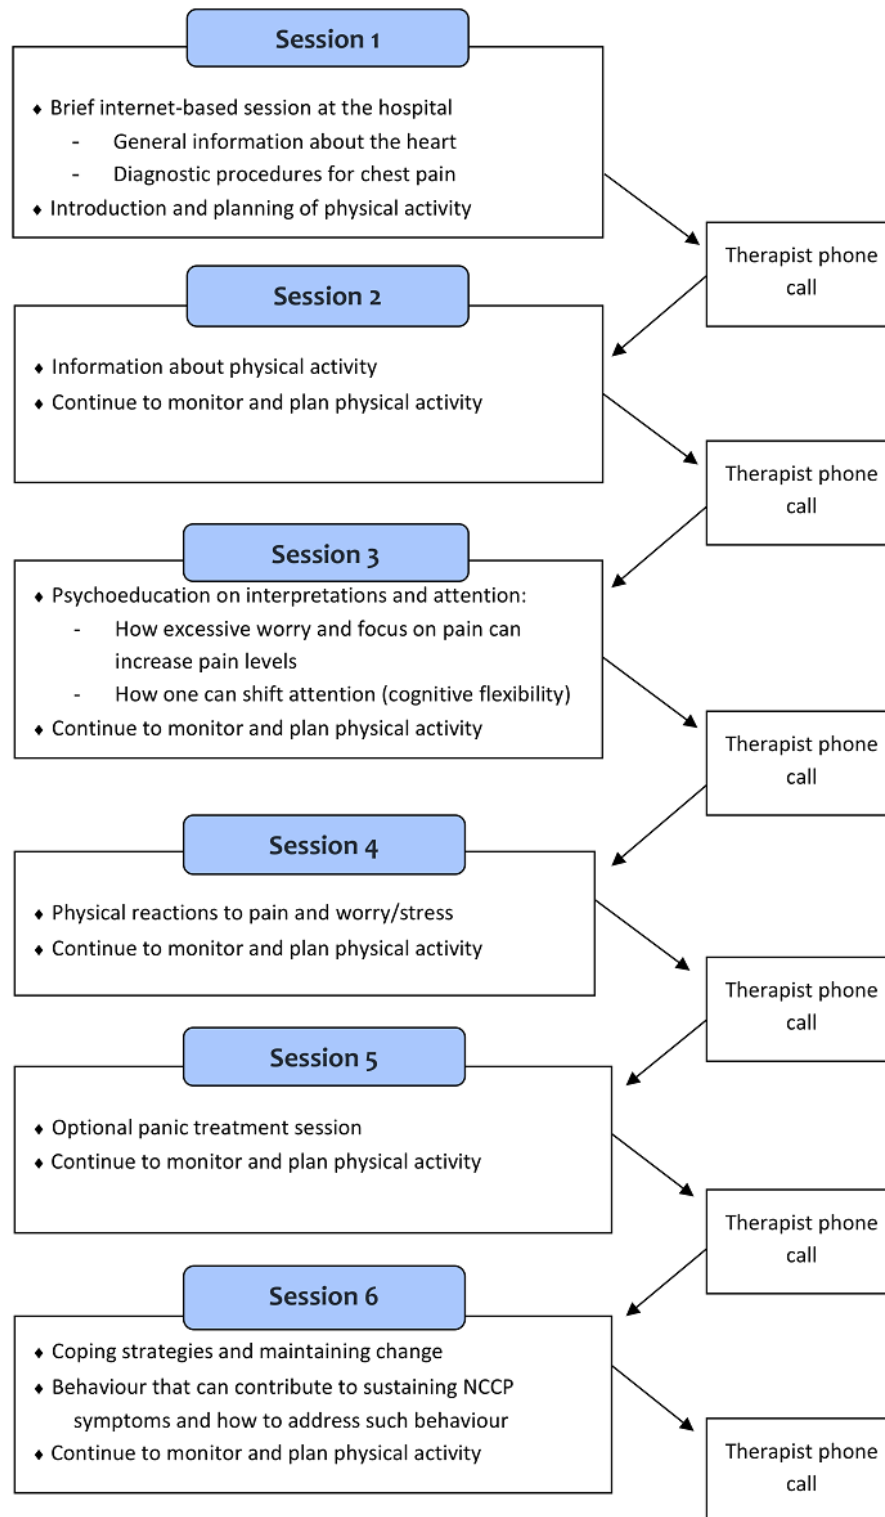 Session 1
♦ Brief internet-based session at the hospital
- General information about the heart
- Diagnostic procedures for chest pain
♦ Introduction and planning of physical activity
Therapist phone
call
Session 2
♦ Information about physical activity
♦ Continue to monitor and plan physical activity
Therapist phone
call
Session 3
♦ Psychoeducation on interpretations and attention:
- How excessive worry and focus on pain can
increase pain levels
- How one can shift attention (cognitive flexibility)
♦ Continue to monitor and plan physical activity
Therapist phone
call
Session 4
♦ Physical reactions to pain and worry/stress
♦ Continue to monitor and plan physical activity
Therapist phone
call
Session 5
♦ Optional panic treatment session
♦ Continue to monitor and plan physical activity
Therapist phone
call
Session 6
♦ Coping strategies and maintaining change
♦ Behaviour that can contribute to sustaining NCCP
symptoms and how to address such behaviour
♦ Continue to monitor and plan physical activity
Therapist phone
call